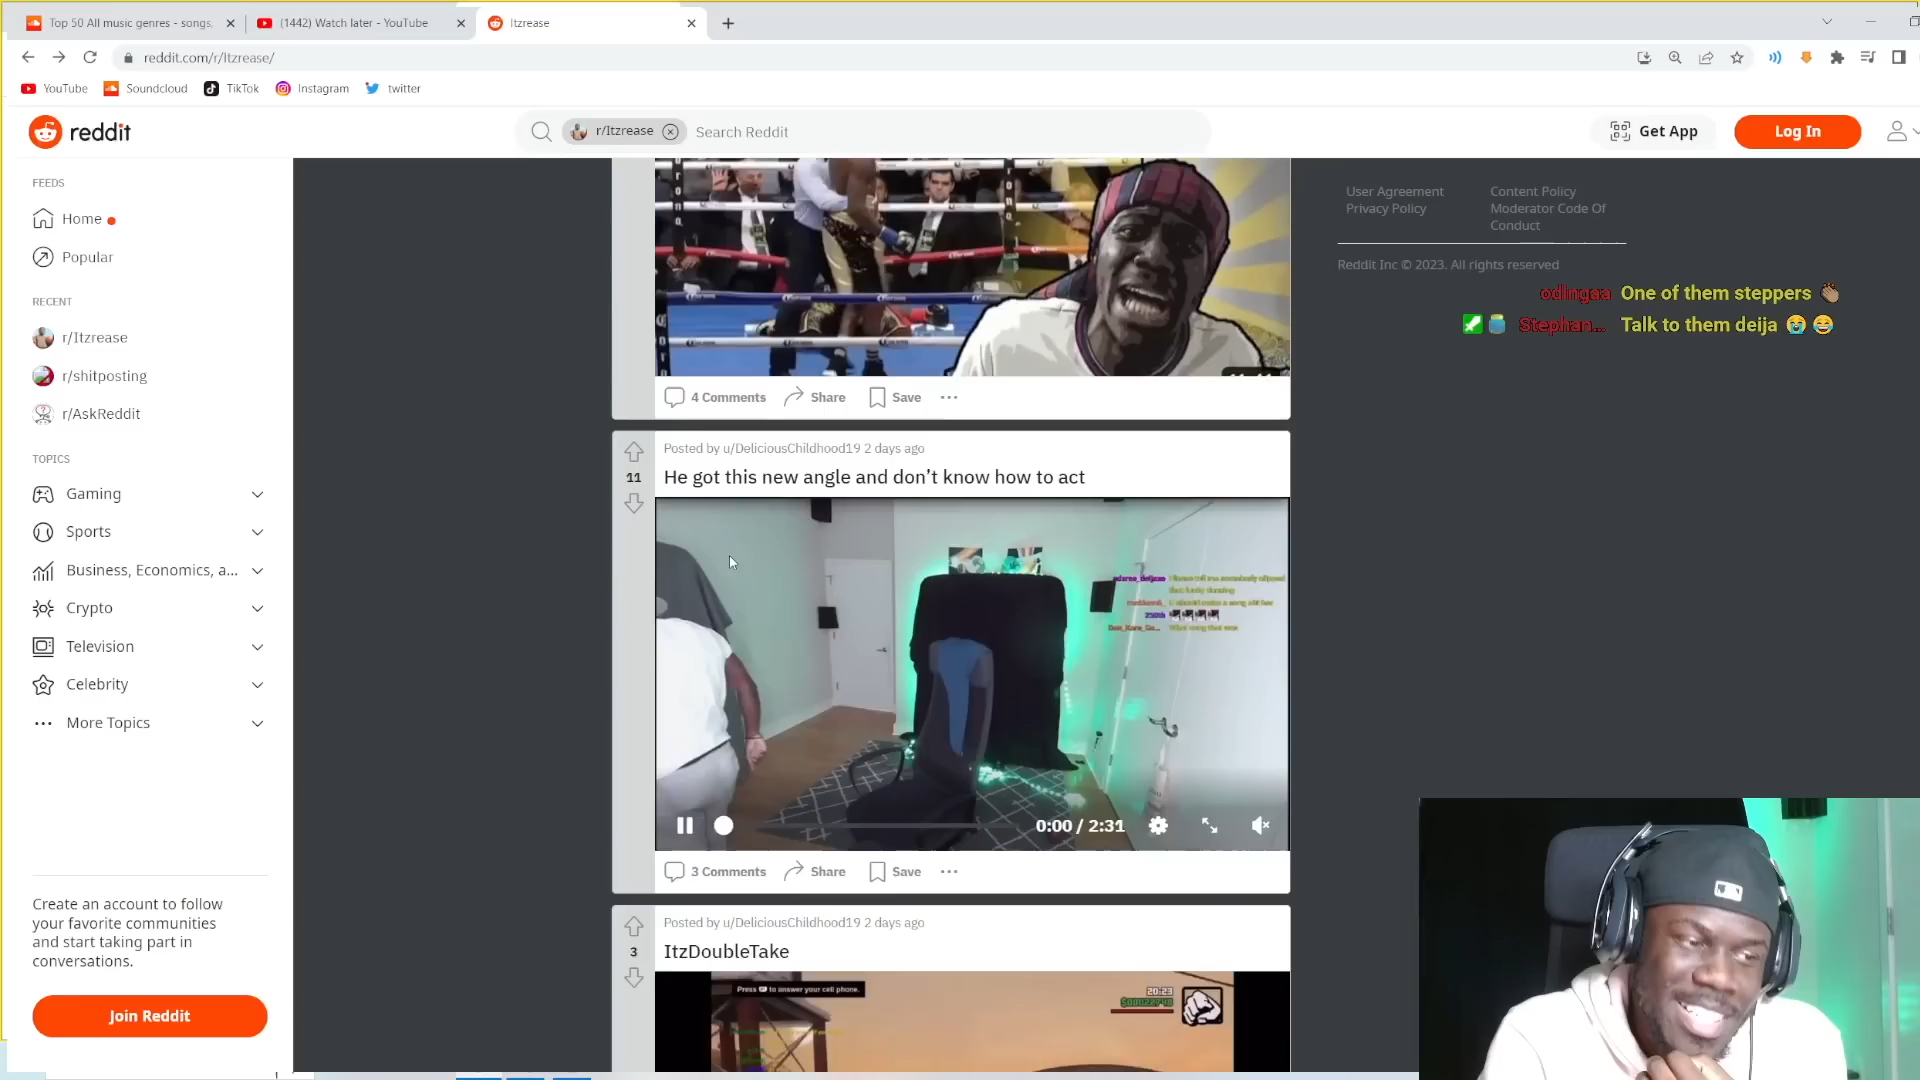 Top 50 All music genres - songs,
(1442) Watch later - YouTube
Itzrease
reddit.com/r/Itzrease/
YouTube
Soundcloud
TikTok
Instagram
twitter
reddit
r/Itzrease
Search Reddit
Get App
Log In
FEEDS
Home
Popular
RECENT
r/Itzrease
r/shitposting
r/AskReddit
TOPICS
Gaming
Sports
Business, Economics, a...
Crypto
Television
Celebrity
More Topics
Create an account to follow
your favorite communities
and start taking part in
conversations.
Join Reddit
4 Comments
Share
Save
Posted by u/DeliciousChildhood19 2 days ago
11
He got this new angle and don’t know how to act
0:00 / 2:31
3 Comments
Share
Save
Posted by u/DeliciousChildhood19 2 days ago
3
ItzDoubleTake
Press to answer your cell phone.
20:23
User Agreement
Privacy Policy
Content Policy
Moderator Code Of
Conduct
Reddit Inc © 2023. All rights reserved
odingaa One of them steppers 👏🏽
Stephan... Talk to them deija 😭 😂